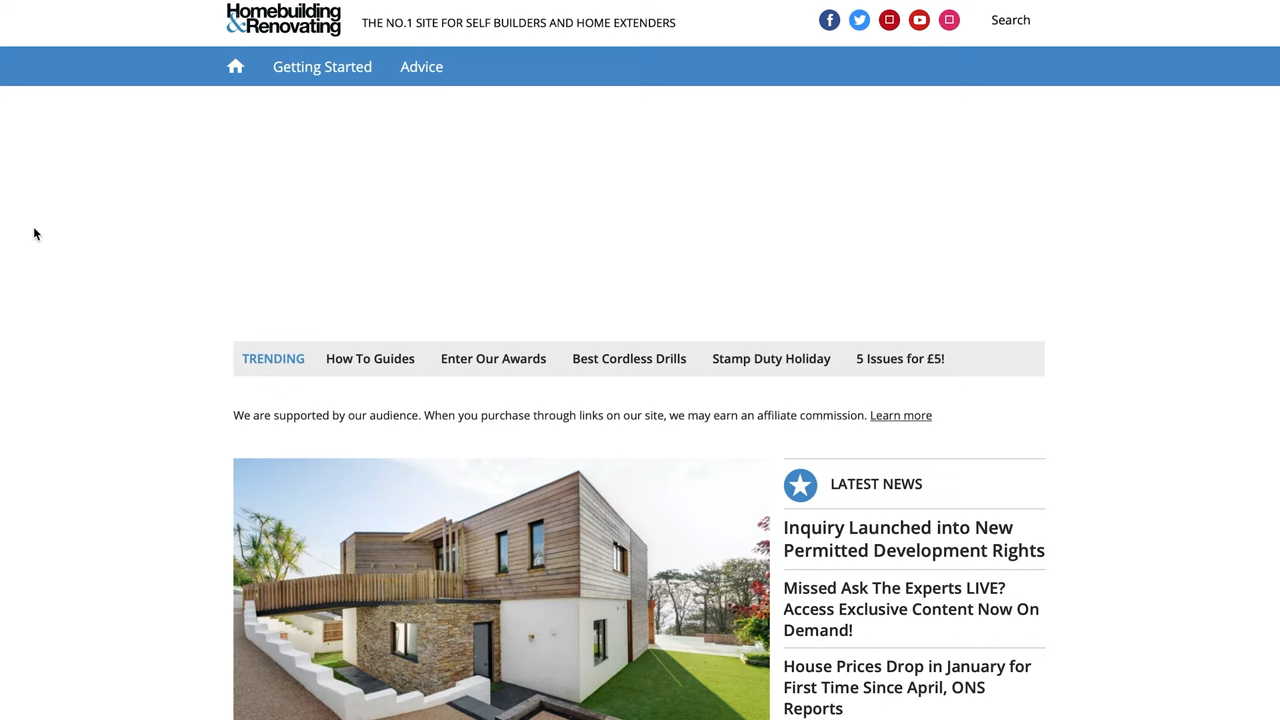 Homebuilding
&Renovating
THE NO.1 SITE FOR SELF BUILDERS AND HOME EXTENDERS
Search
Getting Started
Advice
TRENDING How To Guides Enter Our Awards Best Cordless Drills Stamp Duty Holiday 5 Issues for £5!
We are supported by our audience. When you purchase through links on our site, we may earn an affiliate commission. Learn more
LATEST NEWS
Inquiry Launched into New
Permitted Development Rights
Missed Ask The Experts LIVE?
Access Exclusive Content Now On
Demand!
House Prices Drop in January for
First Time Since April, ONS
Reports